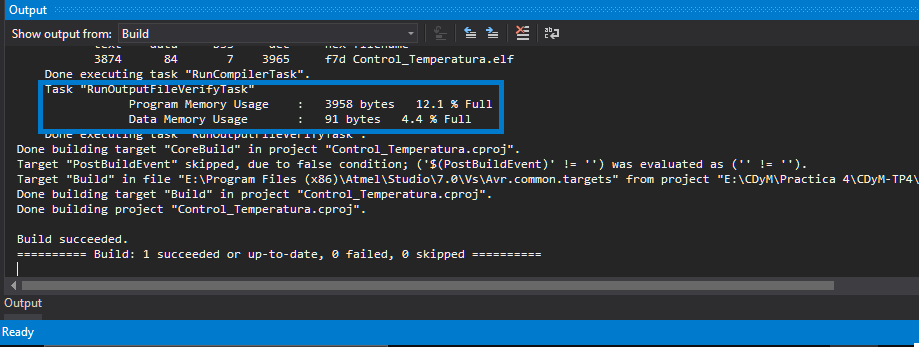 Output
Show output from: Build
text data bss dec hex filename
3874 84 7 3965 f7d Control_Temperatura.elf
Done executing task "RunCompilerTask".
Task "RunOutputFileVerifyTask"
Program Memory Usage : 3958 bytes 12.1 % Full
Data Memory Usage : 91 bytes 4.4 % Full
Done executing task "RunOutputFileVerifyTask".
Done building target "CoreBuild" in project "Control_Temperatura.cproj".
Target "PostBuildEvent" skipped, due to false condition; ('$(PostBuildEvent)' != '') was evaluated as ('' != '').
Target "Build" in file "E:\Program Files (x86)\Atmel\Studio\7.0\Vs\Avr.common.targets" from project "E:\CDyM\Practica 4\CDyM-TP4\
Done building target "Build" in project "Control_Temperatura.cproj".
Done building project "Control_Temperatura.cproj".
Build succeeded.
========== Build: 1 succeeded or up-to-date, 0 failed, 0 skipped ==========
Output
Ready